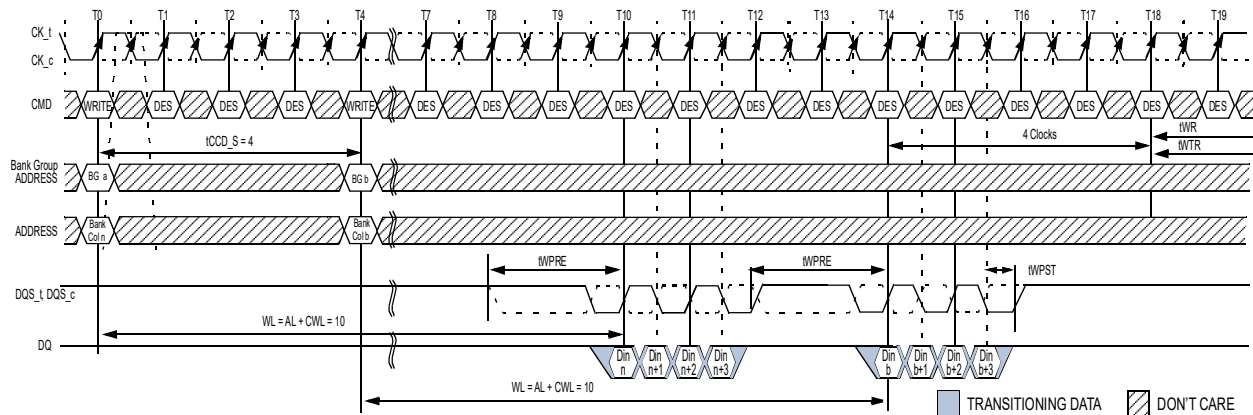 T0 T1 T2 T3 T4 T7 T8 T9 T10 T11 T12 T13 T14 T15 T16 T17 T18 T19
CK_t
CK_c
CMD WRITE DES DES DES WRITE DES DES DES DES DES DES DES DES DES DES DES DES DES
tCCD_S = 4 4 Clocks tWR
tWTR
Bank Group
ADDRESS BG a BG b
ADDRESS Bank Col n Bank Col b
tWPRE tWPRE tWPST
DQS_t, DQS_c
WL = AL + CWL = 10
DQ Din n Din n+1 Din n+2 Din n+3 Din b Din b+1 Din b+2 Din b+3
WL = AL + CWL = 10
TRANSITIONING DATA DON'T CARE